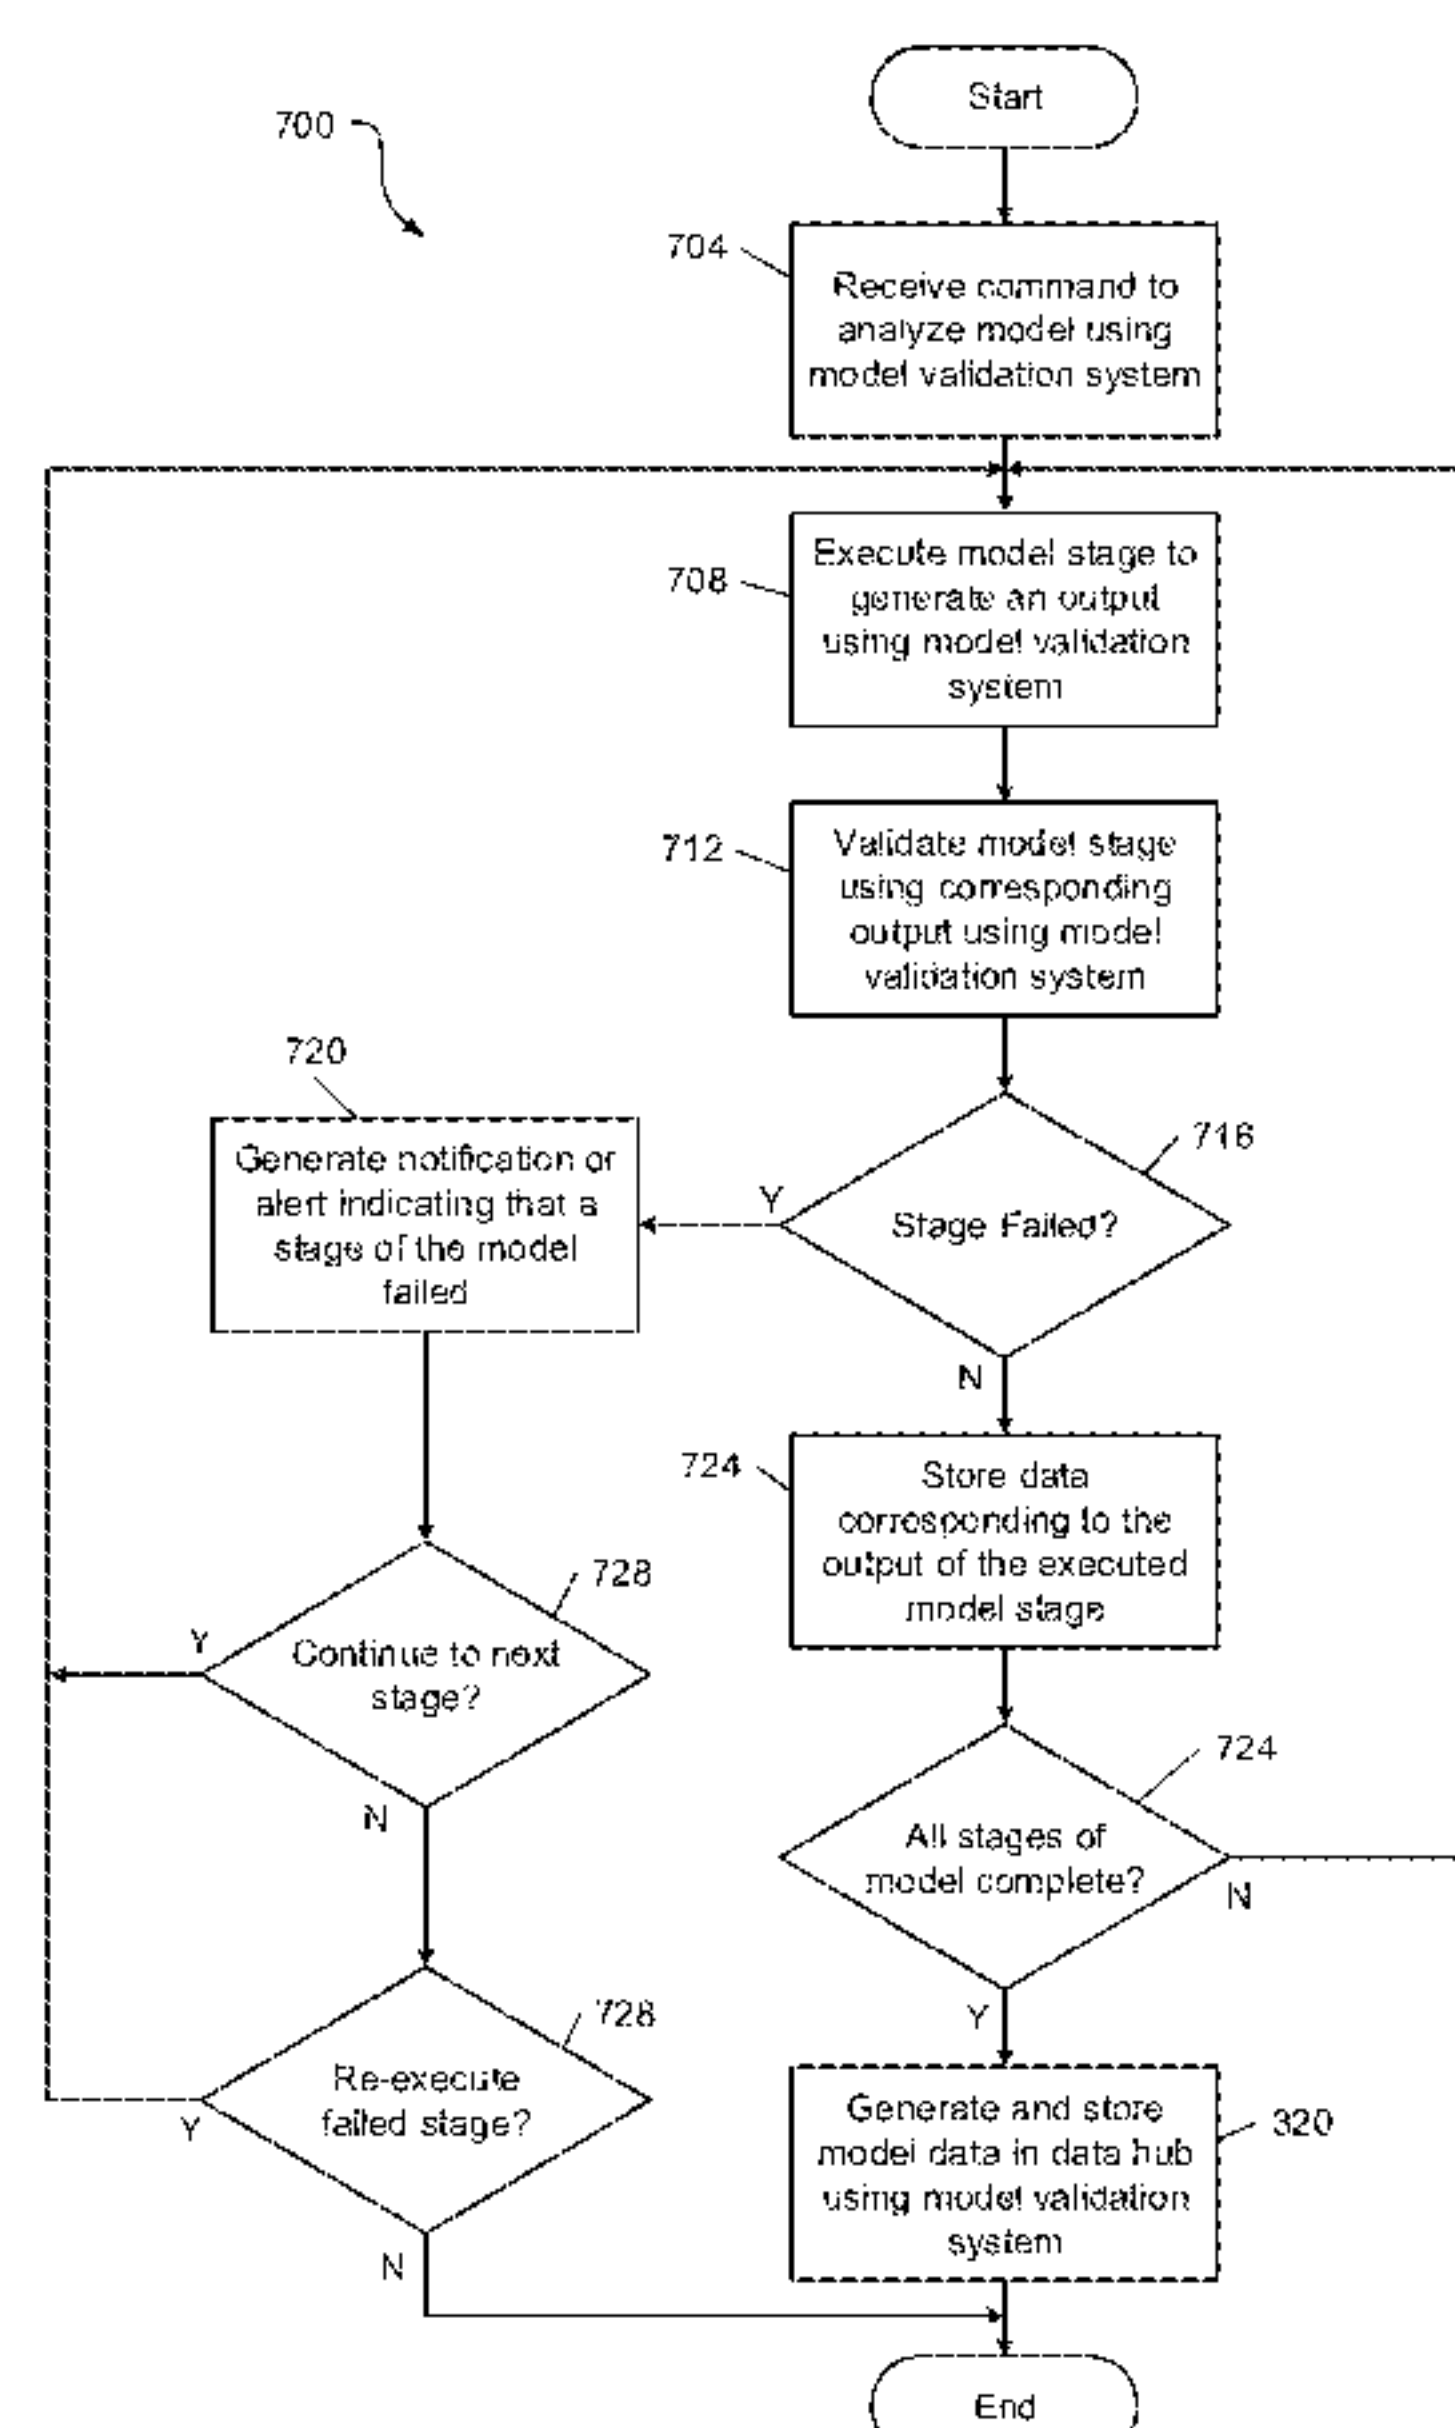 Start
700
704
Receive command to
analyze model using
model validation system
708
Execute model stage to
generate an output
using model validation
system
712
Validate model stage
using corresponding
output using model
validation system
716
Stage Failed?
Y
N
720
Generate notification or
alert indicating that a
stage of the model
failed
724
Store data
corresponding to the
output of the executed
model stage
728
Continue to next
stage?
Y
N
724
All stages of
model complete?
N
Y
728
Re-execute
failed stage?
Y
N
320
Generate and store
model data in data hub
using model validation
system
End